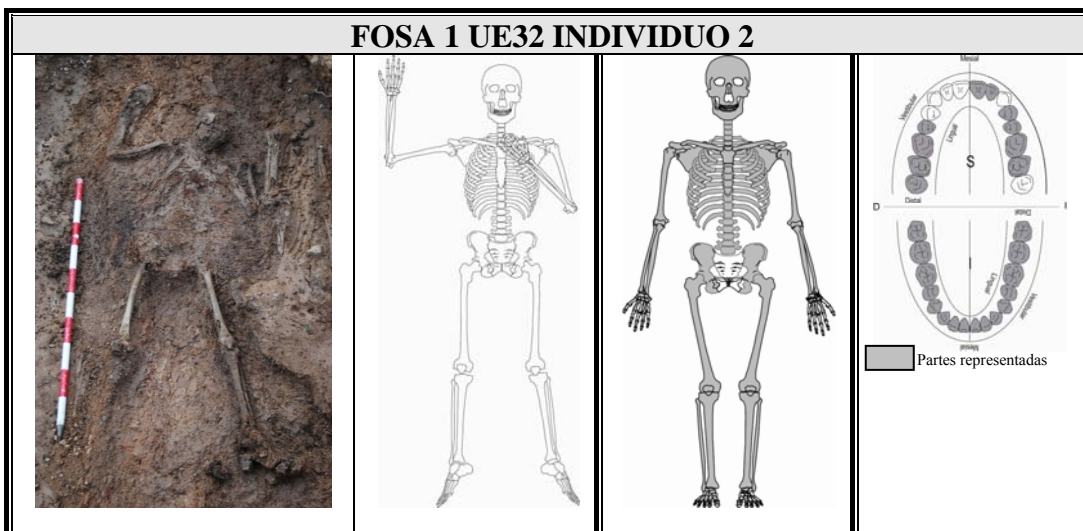 FOSA 1 UE32 INDIVIDUO 2
Mesial
Vestibular
Lingual
S
Distal
D
Distal
I
Lingual
Vestibular
Mesial
Partes representadas